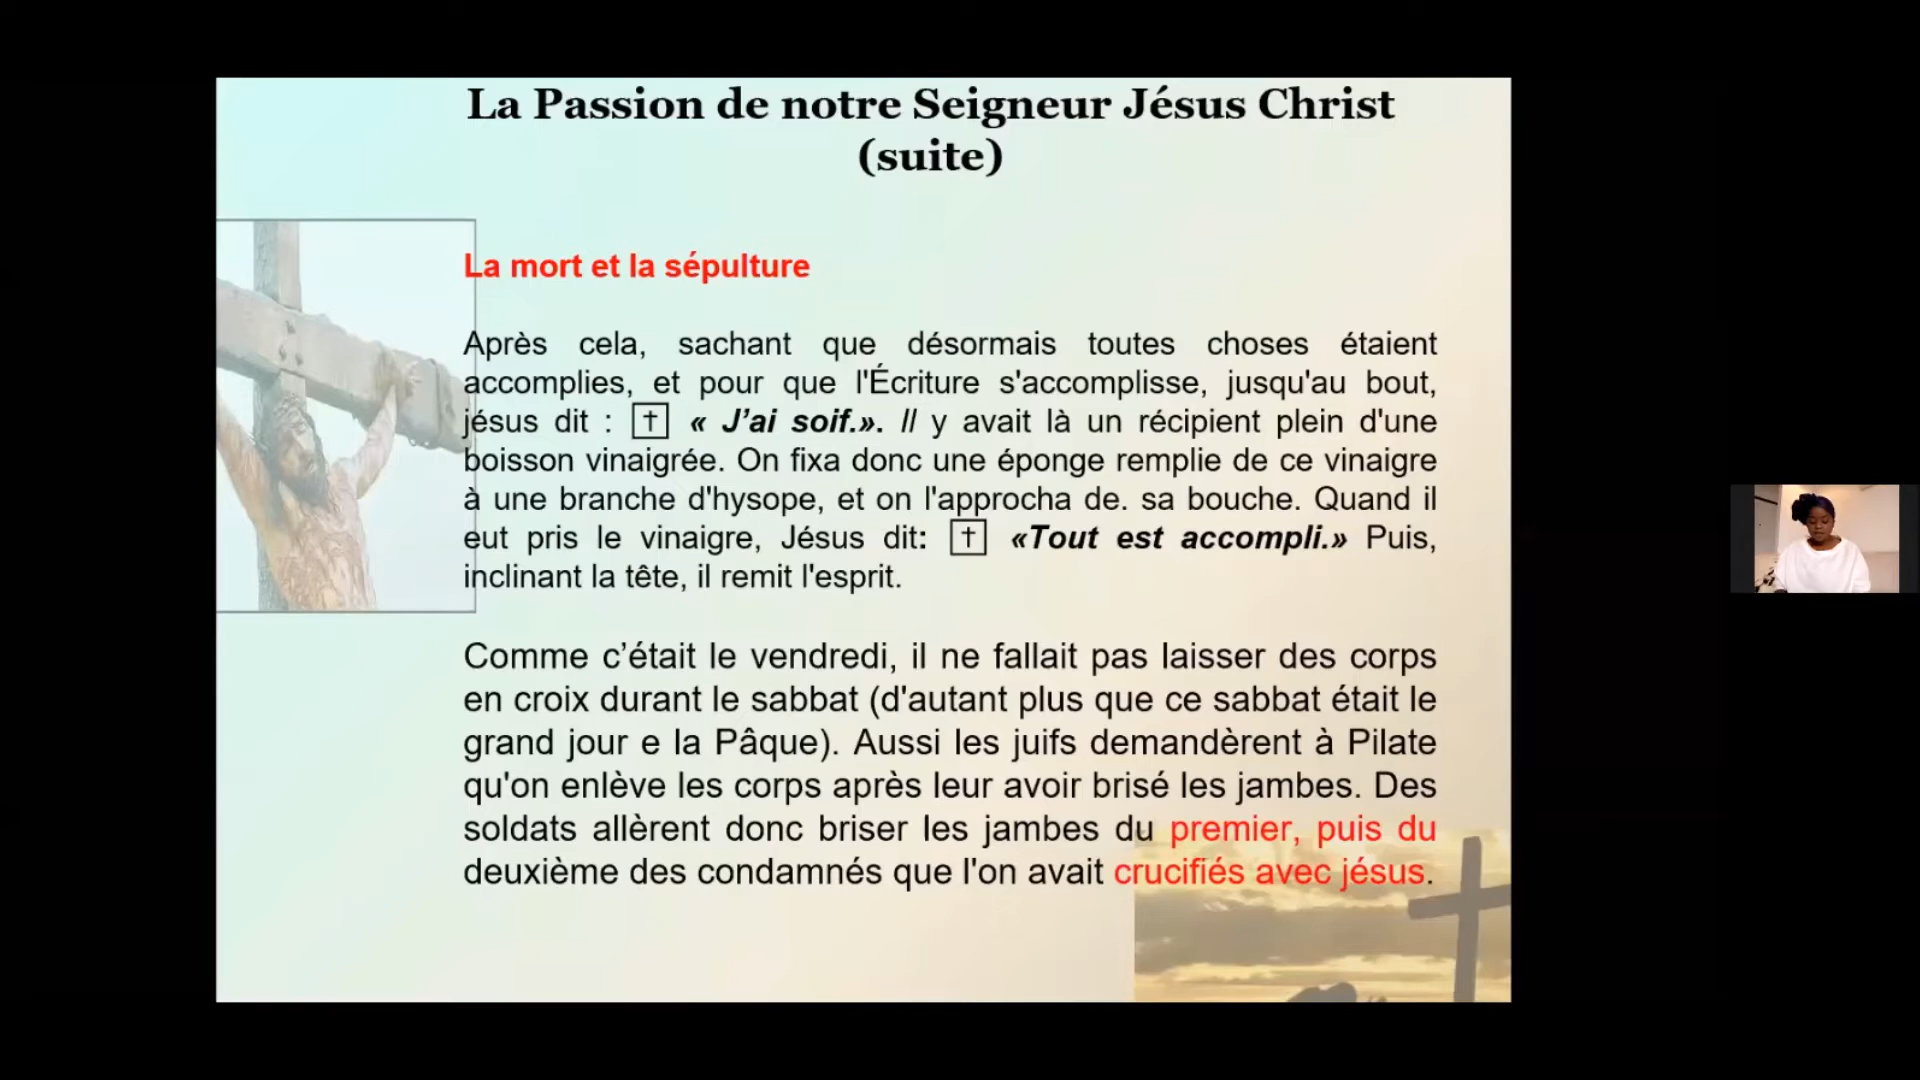 La Passion de notre Seigneur Jésus Christ
(suite)
La mort et la sépulture
Après cela, sachant que désormais toutes choses étaient
accomplies, et pour que l'Écriture s'accomplisse, jusqu'au bout,
jésus dit : ✝ « J’ai soif.». Il y avait là un récipient plein d'une
boisson vinaigrée. On fixa donc une éponge remplie de ce vinaigre
à une branche d'hysope, et on l'approcha de. sa bouche. Quand il
eut pris le vinaigre, Jésus dit: ✝ «Tout est accompli.» Puis,
inclinant la tête, il remit l'esprit.
Comme c’était le vendredi, il ne fallait pas laisser des corps
en croix durant le sabbat (d'autant plus que ce sabbat était le
grand jour e la Pâque). Aussi les juifs demandèrent à Pilate
qu'on enlève les corps après leur avoir brisé les jambes. Des
soldats allèrent donc briser les jambes du premier, puis du
deuxième des condamnés que l'on avait crucifiés avec jésus.